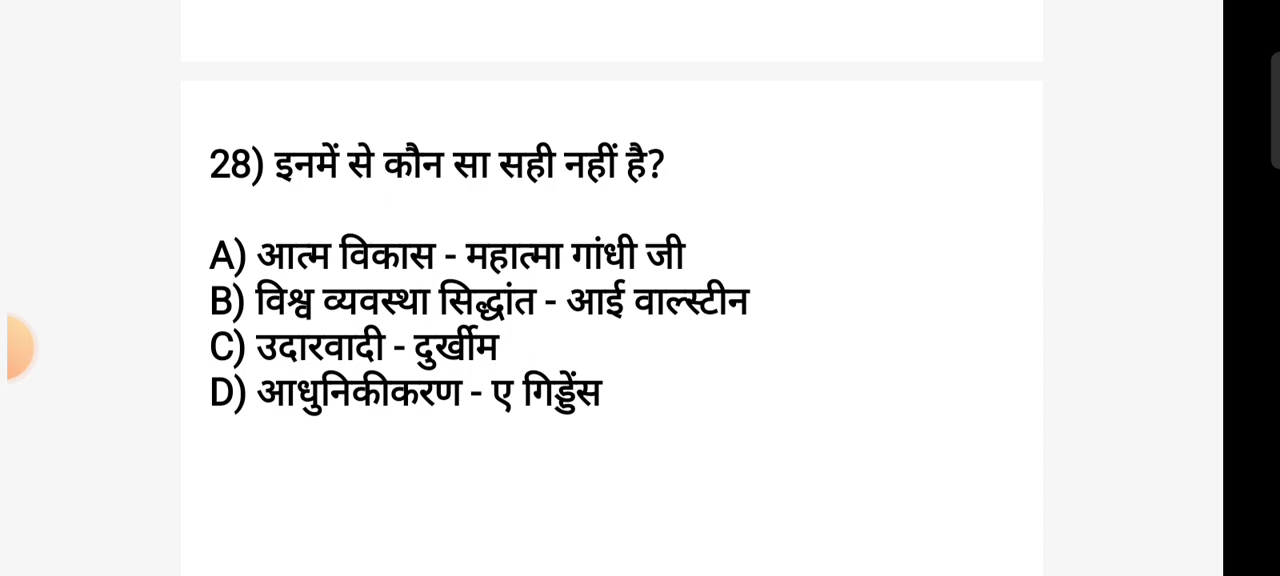 28) इनमें से कौन सा सही नहीं है?
A) आत्म विकास - महात्मा गांधी जी
B) विश्व व्यवस्था सिद्धांत - आई वाल्स्टीन
C) उदारवादी - दुर्खीम
D) आधुनिकीकरण - ए गिड्डेंस